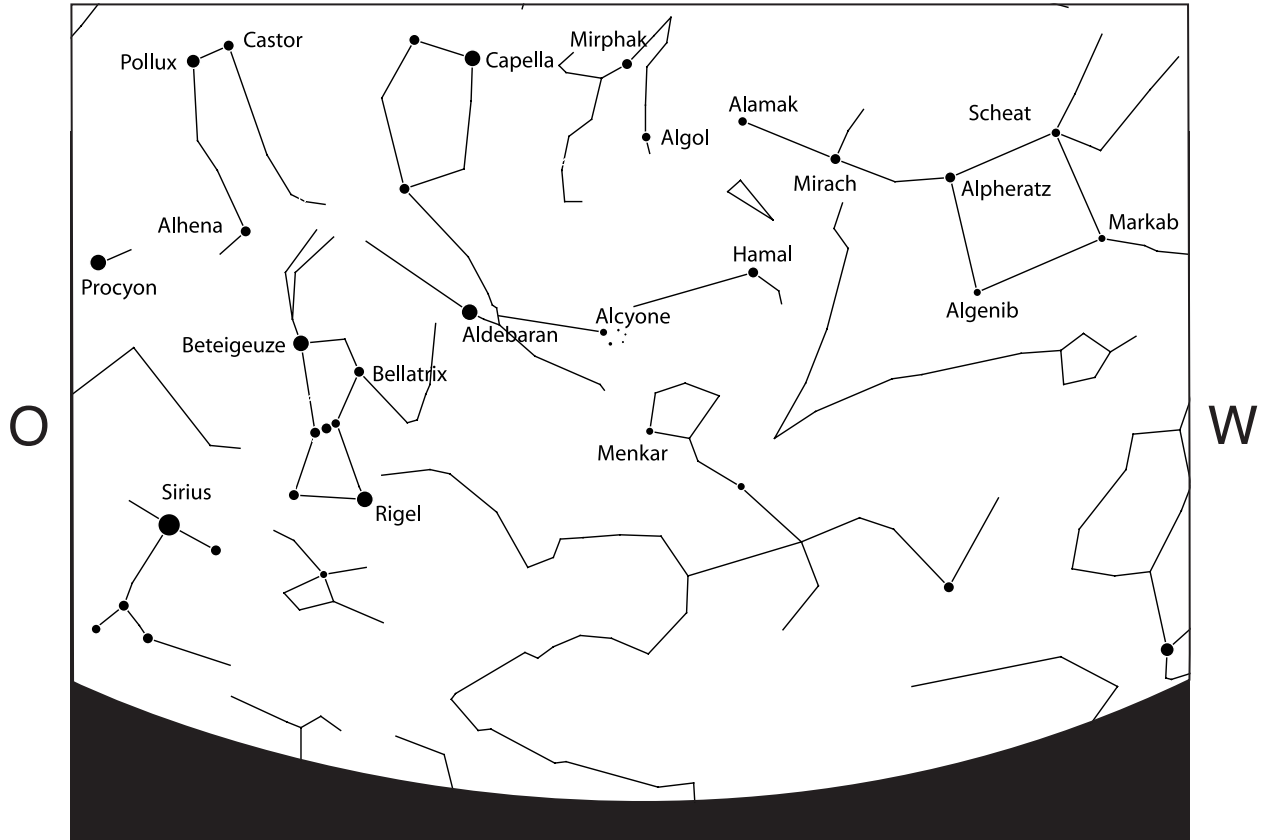 Castor
Pollux
Capella
Mirphak
Algol
Alamak
Scheat
Mirach
Alpheratz
Alhena
Markab
Procyon
Hamal
Algenib
Alcyone
Aldebaran
Beteigeuze
Bellatrix
O
W
Menkar
Sirius
Rigel